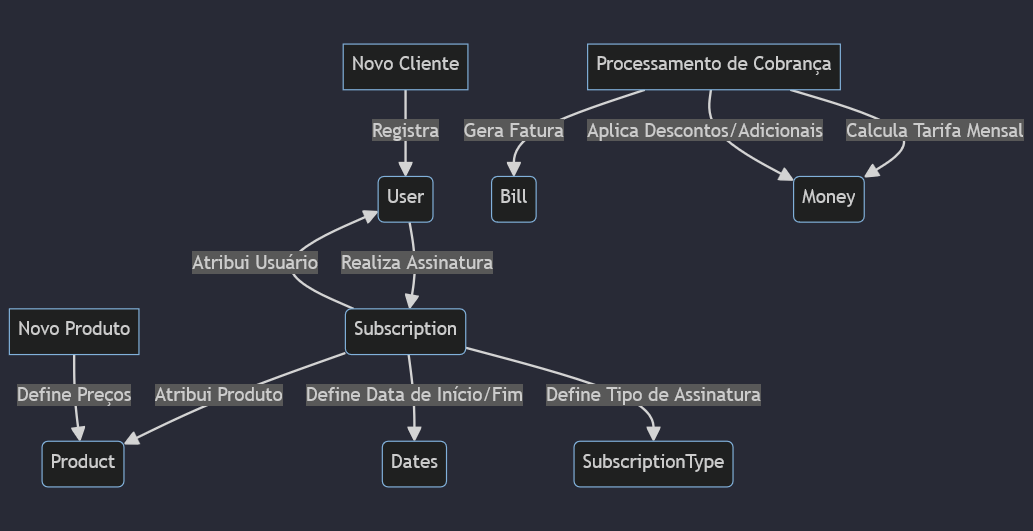 Novo Cliente
Processamento de Cobrança
Registra
Gera Fatura
Aplica Descontos/Adicionais
Calcula Tarifa Mensal
User
Bill
Money
Atribui Usuário
Realiza Assinatura
Novo Produto
Subscription
Define Preços
Atribui Produto
Define Data de Início/Fim
Define Tipo de Assinatura
Product
Dates
SubscriptionType